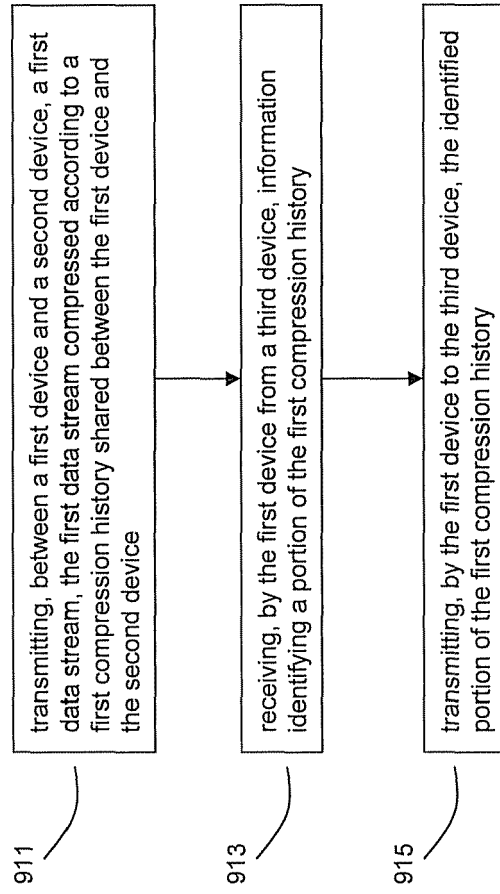 911
transmitting, between a first device and a second device, a first
data stream, the first data stream compressed according to a
first compression history shared between the first device and
the second device
913
receiving, by the first device from a third device, information
identifying a portion of the first compression history
915
transmitting, by the first device to the third device, the identified
portion of the first compression history